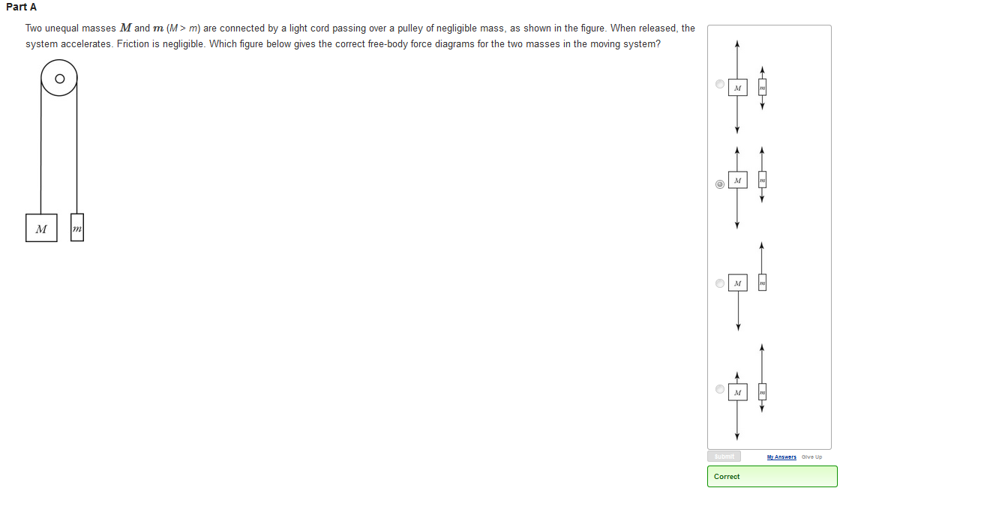 Part A
Two unequal masses M and m (M > m) are connected by a light cord passing over a pulley of negligible mass, as shown in the figure. When released, the
system accelerates. Friction is negligible. Which figure below gives the correct free-body force diagrams for the two masses in the moving system?
M m
M m
M m
M m
M m
Submit My Answers Give Up
Correct